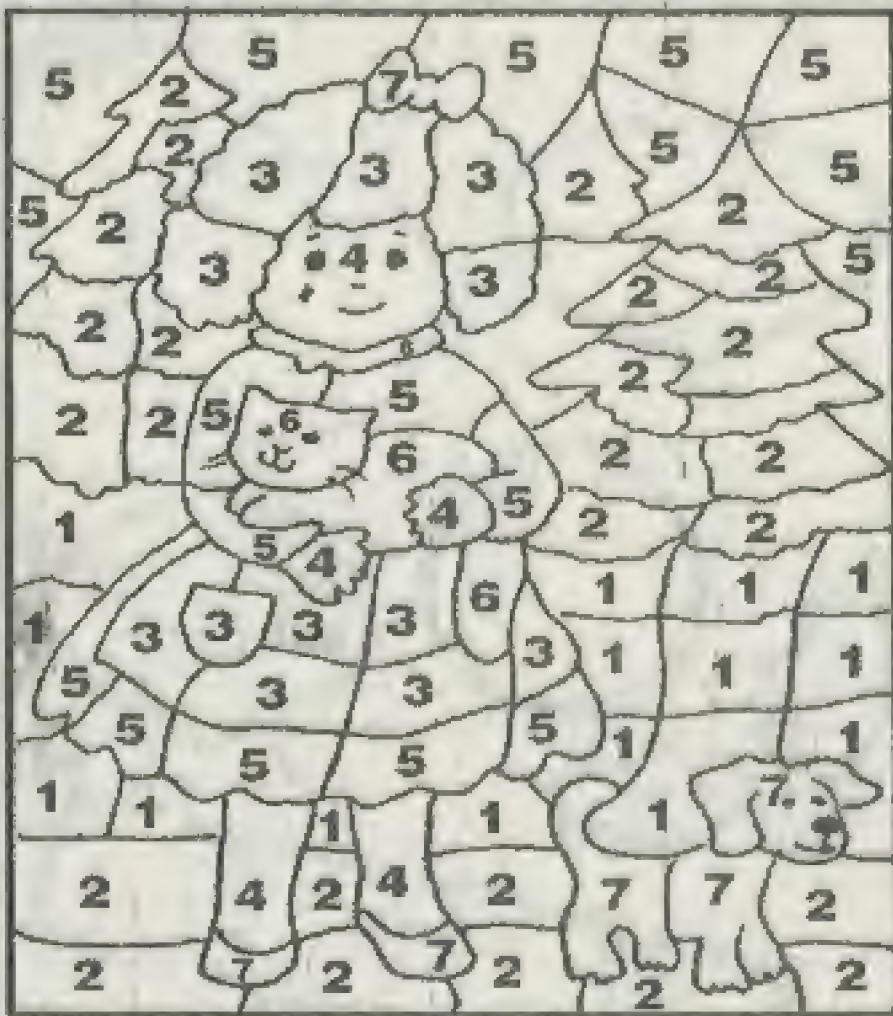 5 5 5 5 5
2 7
2 3 3 3 2 5 5
5 2 2
3 4 3 2 2 5
2 2 2
6
5 5 2
2 2 5 6 6 2 2
4 5
1 5 4 2 2
1 3 3 3 3 6 1 1 1
5 3 3 3 1 1 1
5 5 5 5 1 1
1 1 1 1 1 7
2 4 2 4 2 7 7 2
2 7 2 7 2 2 2